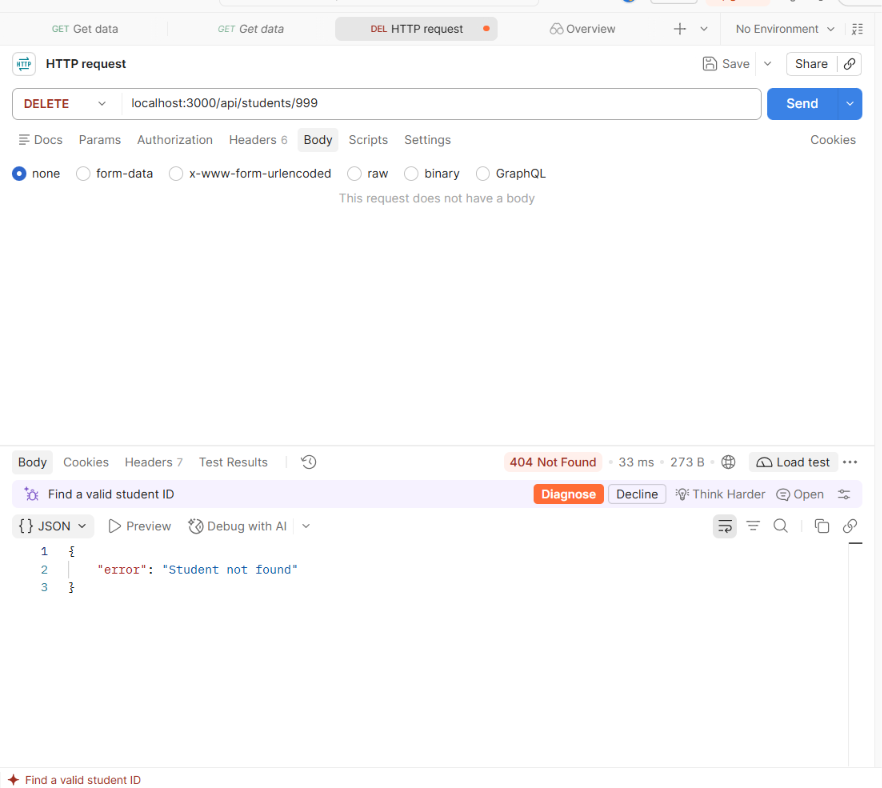 GET Get data GET Get data DEL HTTP request Overview No Environment
HTTP HTTP request Save Share
DELETE localhost:3000/api/students/999 Send
Docs Params Authorization Headers 6 Body Scripts Settings Cookies
none form-data x-www-form-urlencoded raw binary GraphQL
This request does not have a body
Body Cookies Headers 7 Test Results 404 Not Found 33 ms 273 B Load test
Find a valid student ID Diagnose Decline Think Harder Open
{} JSON Preview Debug with AI
1 {
2 "error": "Student not found"
3 }
Find a valid student ID